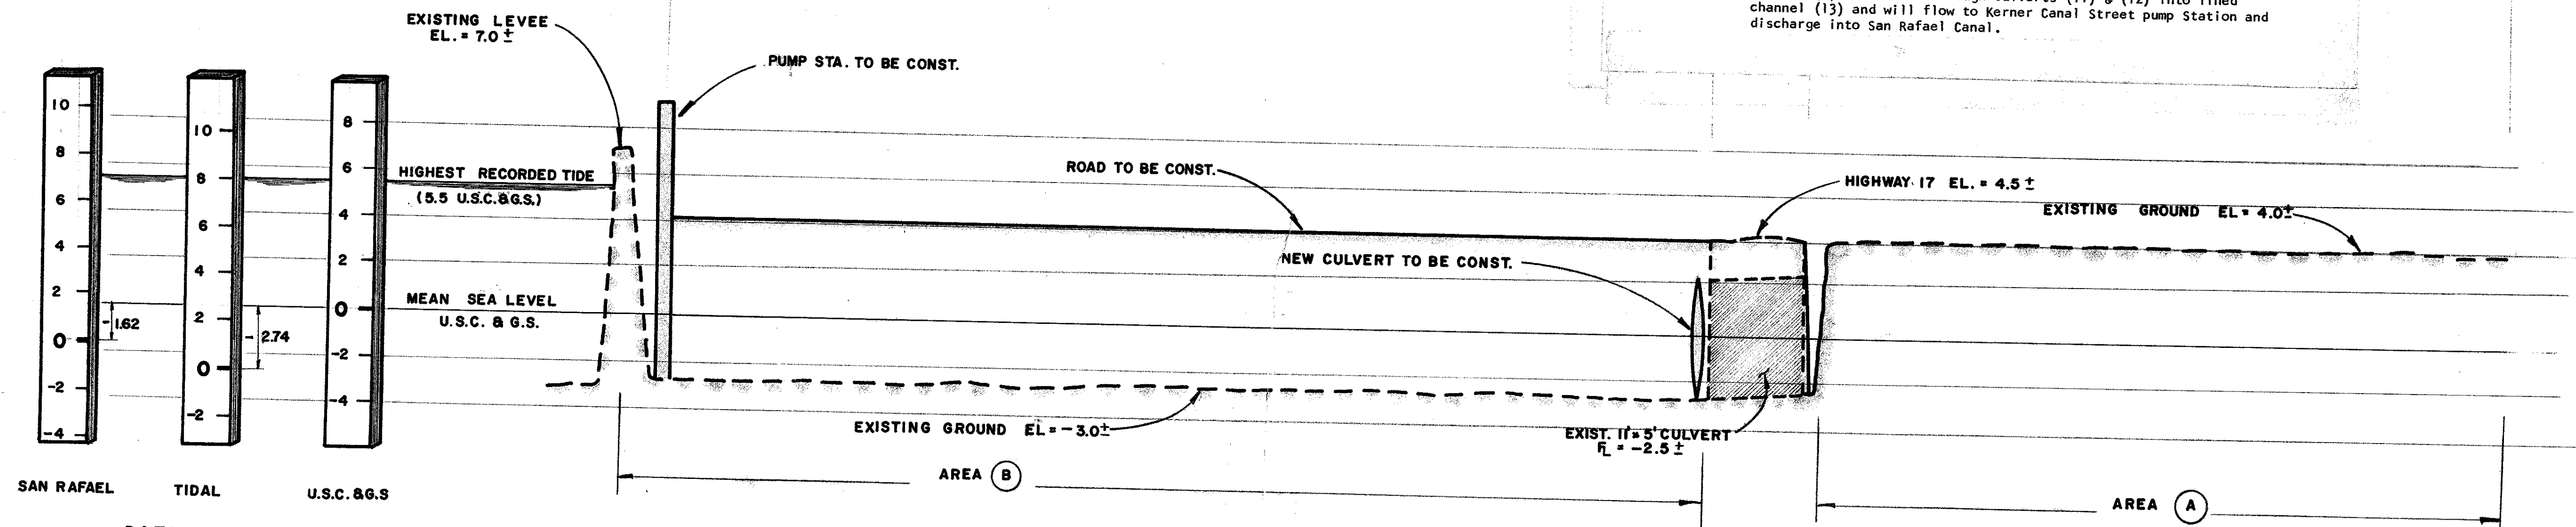 channel (13) and will flow to Kerner Canal Street pump Station and
discharge into San Rafael Canal.
EXISTING LEVEE
EL. = 7.0 ±
PUMP STA. TO BE CONST.
10
8
6
4
2
0
-2
-4
-1.62
SAN RAFAEL
10
8
6
4
2
0
-2
-2.74
TIDAL
8
6
4
2
0
-2
-4
U.S.C. &G.S
HIGHEST RECORDED TIDE
(5.5 U.S.C.&G.S.)
MEAN SEA LEVEL
U.S.C. & G.S.
ROAD TO BE CONST.
HIGHWAY 17 EL. = 4.5 ±
EXISTING GROUND EL = 4.0±
NEW CULVERT TO BE CONST.
EXISTING GROUND EL = -3.0±
EXIST. 11'x 5' CULVERT
FL = -2.5 ±
AREA B
AREA A